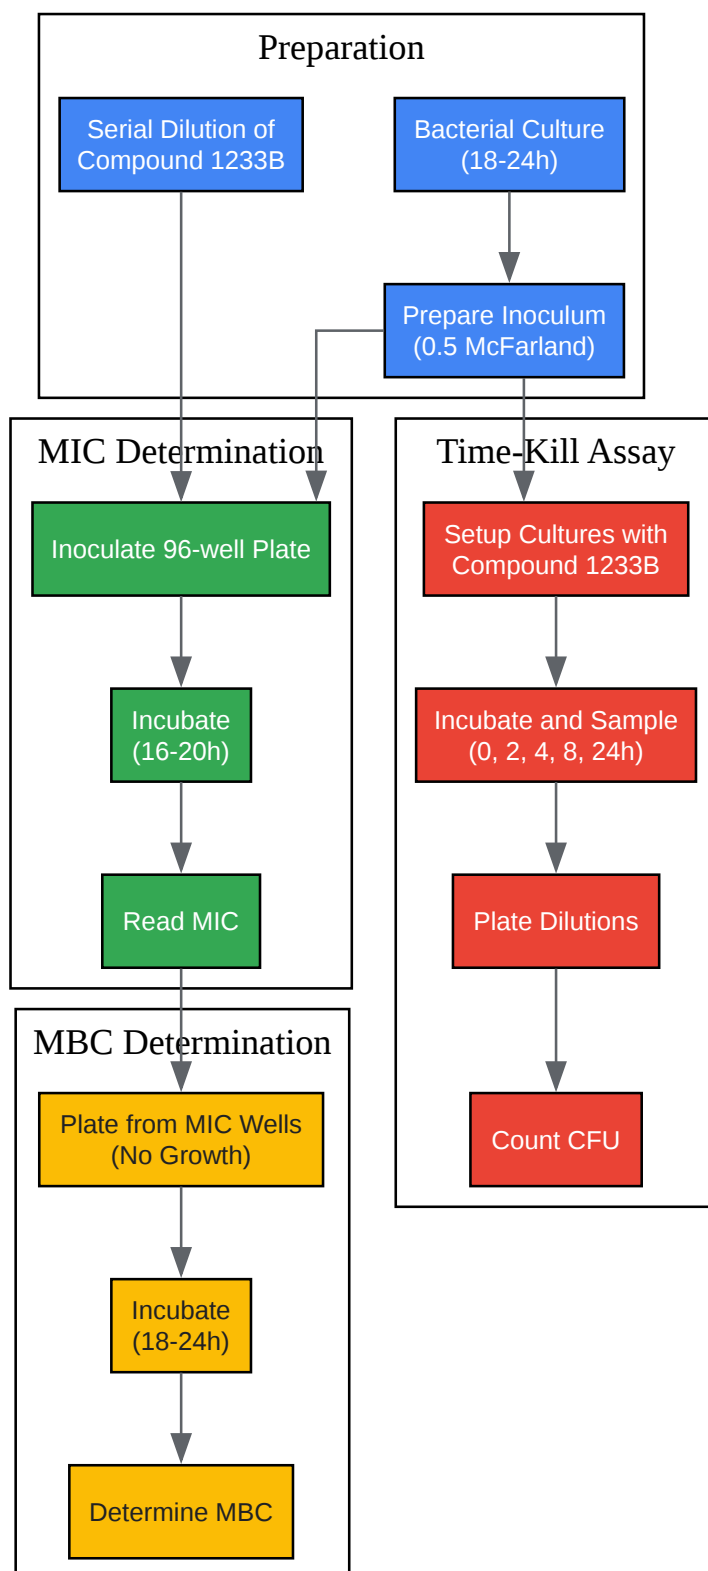 Preparation
Serial Dilution of
Compound 1233B
Bacterial Culture
(18-24h)
Prepare Inoculum
(0.5 McFarland)
MIC Determination
Inoculate 96-well Plate
Incubate
(16-20h)
Read MIC
Time-Kill Assay
Setup Cultures with
Compound 1233B
Incubate and Sample
(0, 2, 4, 8, 24h)
Plate Dilutions
Count CFU
MBC Determination
Plate from MIC Wells
(No Growth)
Incubate
(18-24h)
Determine MBC